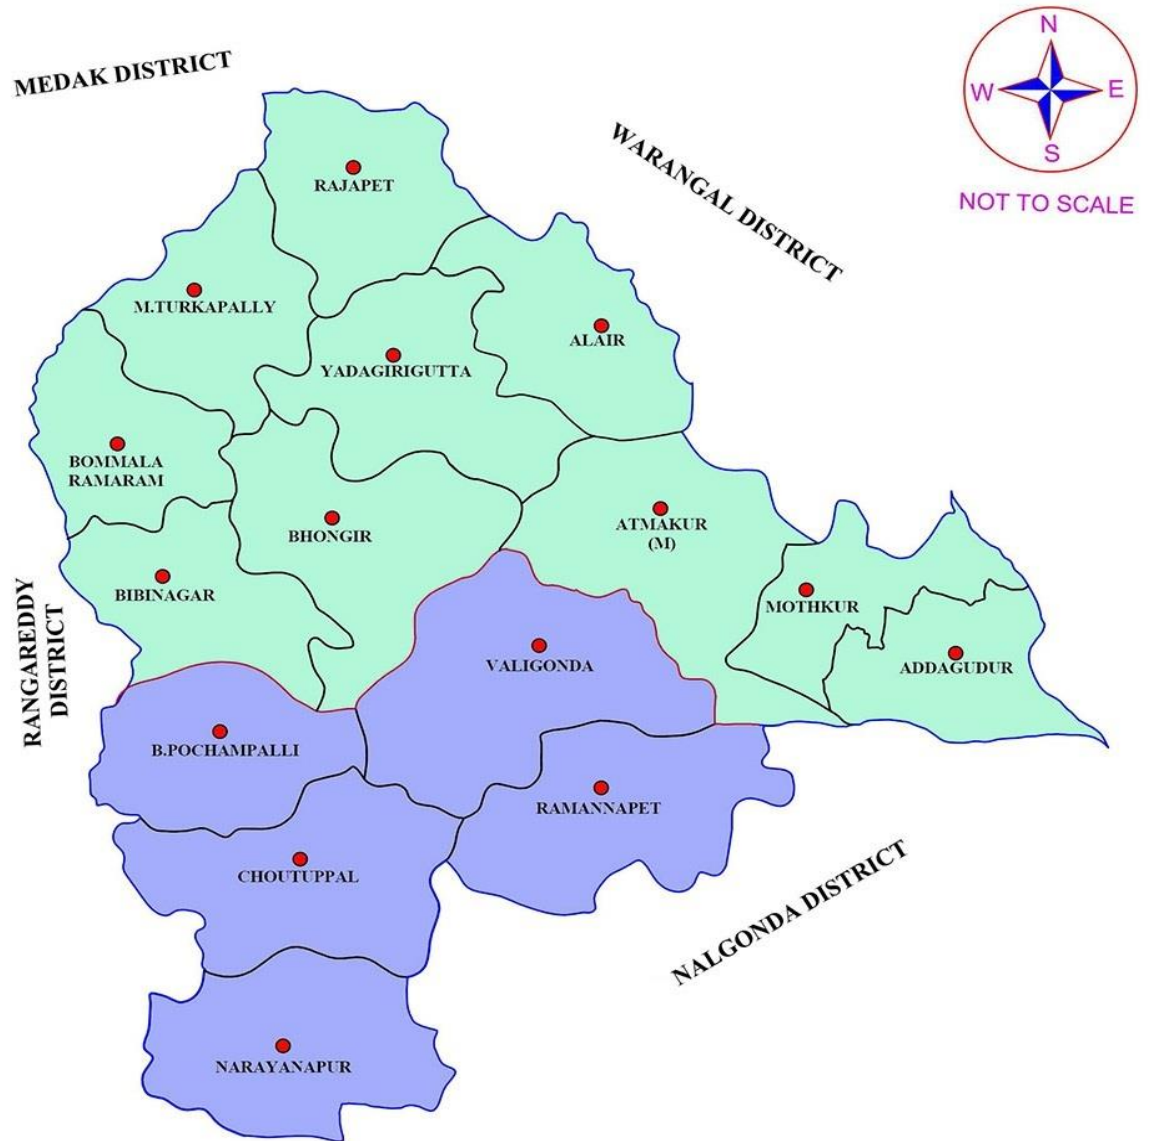 MEDAK DISTRICT
N
W
E
S
NOT TO SCALE
WARANGAL DISTRICT
RAJAPET
M.TURKAPALLY
ALAIR
YADAGIRIGUTTA
BOMMALA
RAMARAM
BHONGIR
ATMAKUR
(M)
BIBINAGAR
MOTHKUR
RANGAREDDY
DISTRICT
VALIGONDA
ADDAGUDUR
B.POCHAMPALLI
RAMANNAPET
CHOUTUPPAL
NALGONDA DISTRICT
NARAYANAPUR